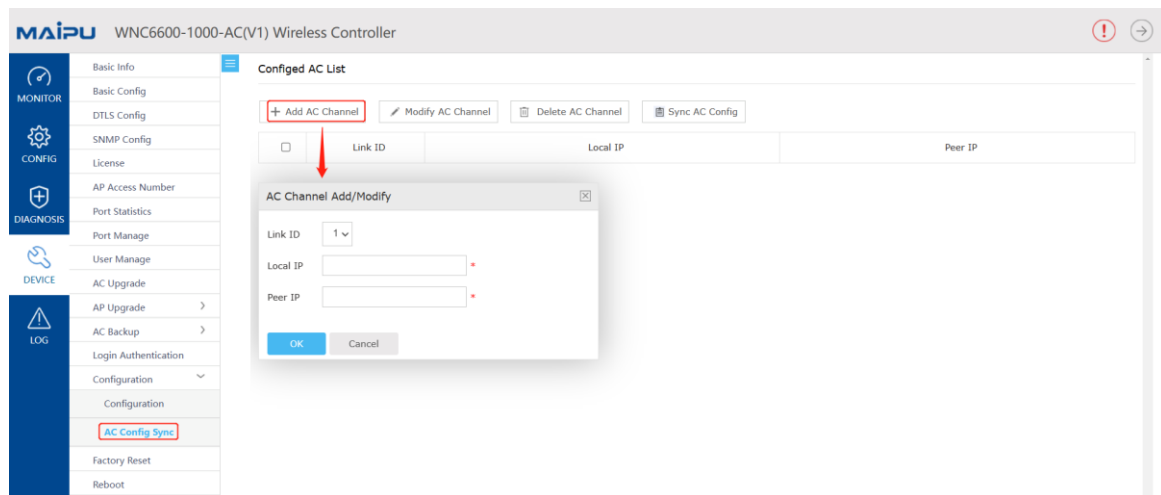 MAIPU WNC6600-1000-AC(V1) Wireless Controller
MONITOR
CONFIG
DIAGNOSIS
DEVICE
LOG
Basic Info
Basic Config
DTLS Config
SNMP Config
License
AP Access Number
Port Statistics
Port Manage
User Manage
AC Upgrade
AP Upgrade
AC Backup
Login Authentication
Configuration
Configuration
AC Config Sync
Factory Reset
Reboot
Configed AC List
+ Add AC Channel Modify AC Channel Delete AC Channel Sync AC Config
Link ID Local IP Peer IP
AC Channel Add/Modify
Link ID 1
Local IP *
Peer IP *
OK Cancel